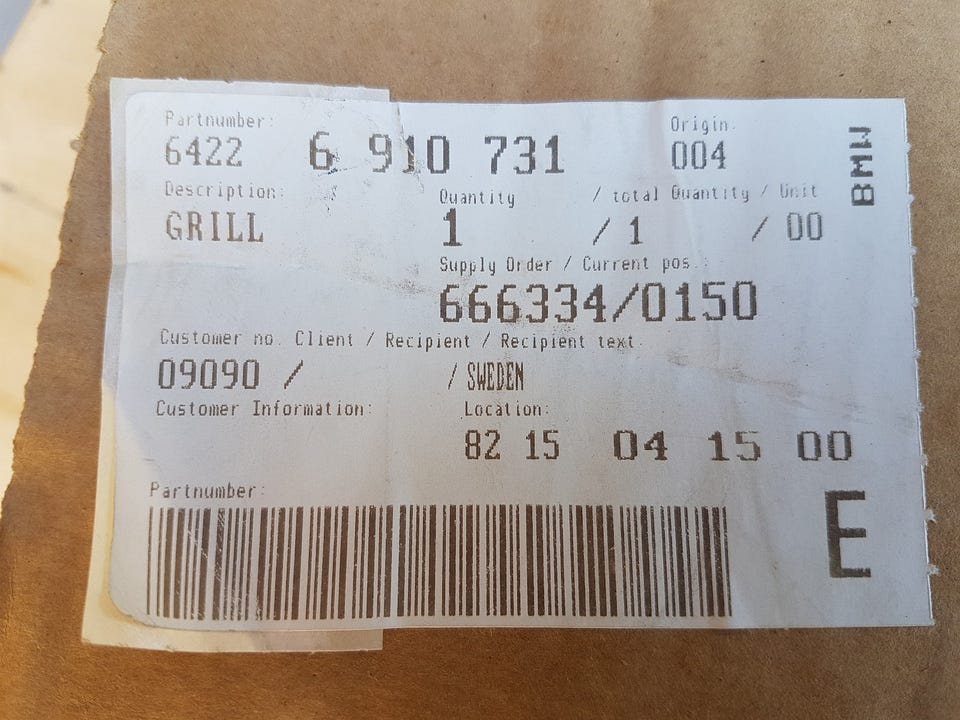 Partnumber: Origin.
6422 6 910 731 004
BMW
Description: Quantity / total Quantity / Unit
GRILL 1 / 1 / 00
Supply Order / Current pos.:
666334/0150
Customer no. Client / Recipient / Recipient text.
09090 / / SWEDEN
Customer Information: Location:
82 15 04 15 00
Partnumber:
E